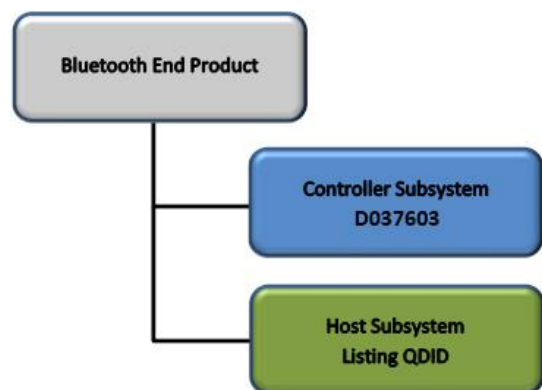 Bluetooth End Product
Controller Subsystem
D037603
Host Subsystem
Listing QDID